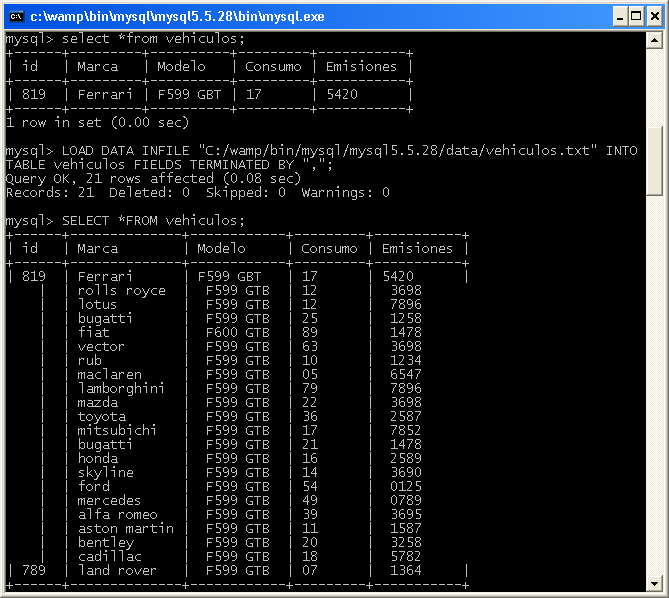 c:\wamp\bin\mysql\mysql5.5.28\bin\mysql.exe
mysql> select *from vehiculos;
+------+---------+----------+---------+-----------+
| id   | Marca   | Modelo   | Consumo | Emisiones |
+------+---------+----------+---------+-----------+
| 819  | Ferrari | F599 GBT | 17      | 5420      |
+------+---------+----------+---------+-----------+
1 row in set (0.00 sec)
mysql> LOAD DATA INFILE "C:/wamp/bin/mysql/mysql5.5.28/data/vehiculos.txt" INTO
TABLE vehiculos FIELDS TERMINATED BY ",";
Query OK, 21 rows affected (0.08 sec)
Records: 21  Deleted: 0  Skipped: 0  Warnings: 0
mysql> SELECT *FROM vehiculos;
+------+--------------+------------+---------+-----------+
| id   | Marca        | Modelo     | Consumo | Emisiones |
+------+--------------+------------+---------+-----------+
| 819  | Ferrari      | F599 GBT   | 17      | 5420      |
    | rolls royce  |  F599 GTB  | 12      |  3698
    | lotus        |  F599 GTB  | 12      |  7896
    | bugatti      |  F599 GTB  | 25      |  1258
    | fiat         |  F600 GTB  | 89      |  1478
    | vector       |  F599 GTB  | 63      |  3698
    | rub          |  F599 GTB  | 10      |  1234
    | maclaren     |  F599 GTB  | 05      |  6547
    | lamborghini  |  F599 GTB  | 79      |  7896
    | mazda        |  F599 GTB  | 22      |  3698
    | toyota       |  F599 GTB  | 36      |  2587
    | mitsubichi   |  F599 GTB  | 17      |  7852
    | bugatti      |  F599 GTB  | 21      |  1478
    | honda        |  F599 GTB  | 16      |  2589
    | skyline      |  F599 GTB  | 14      |  3690
    | ford         |  F599 GTB  | 54      |  0125
    | mercedes     |  F599 GTB  | 49      |  0789
    | alfa romeo   |  F599 GTB  | 39      |  3695
    | aston martin |  F599 GTB  | 11      |  1587
    | bentley      |  F599 GTB  | 20      |  3258
    | cadillac     |  F599 GTB  | 18      |  5782
| 789  | land rover   |  F599 GTB  | 07      |  1364     |
+------+--------------+------------+---------+-----------+